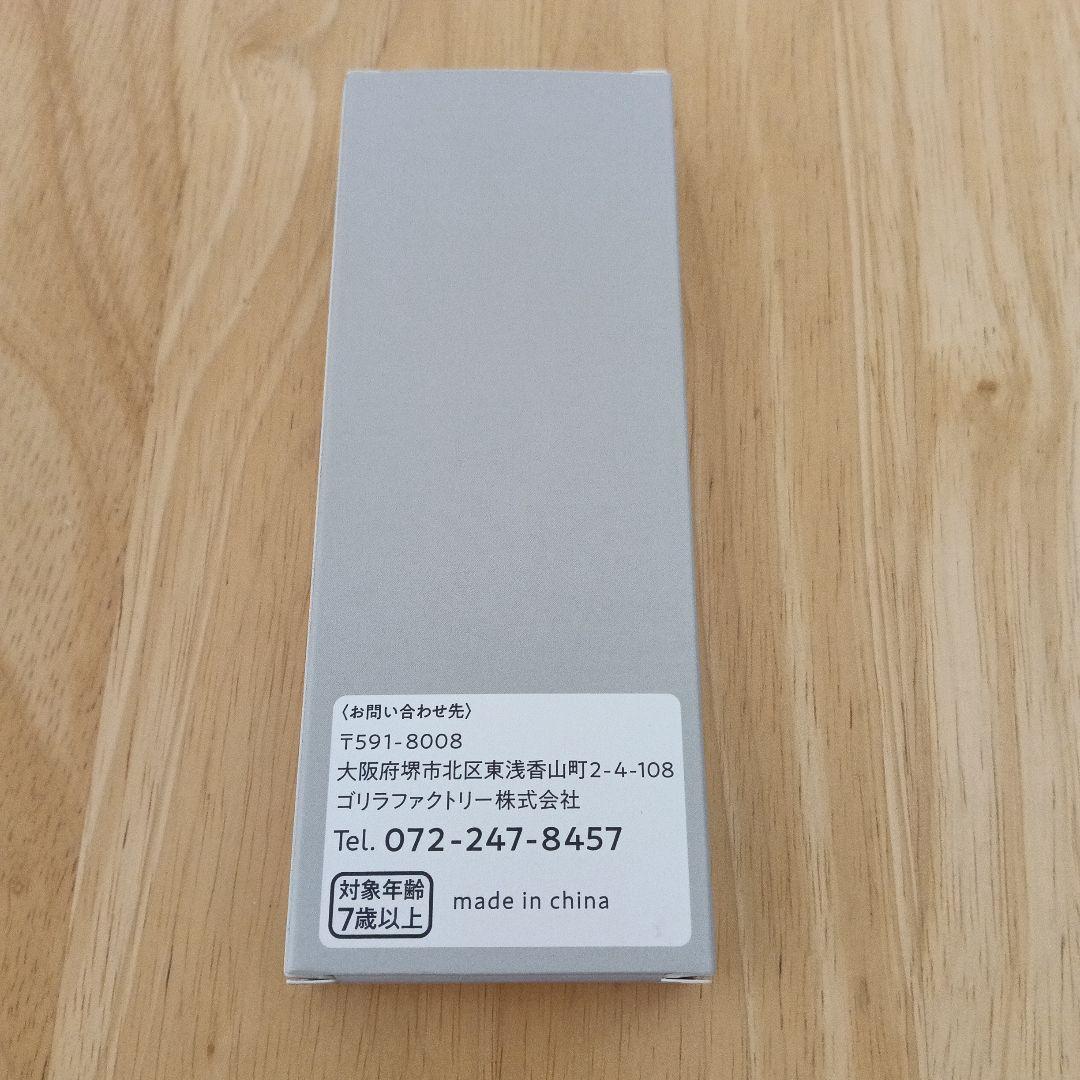 〈お問い合わせ先〉
〒591-8008
大阪府堺市北区東浅香山町2-4-108
ゴリラファクトリー株式会社
Tel. 072-247-8457
対象年齢
7歳以上
made in china